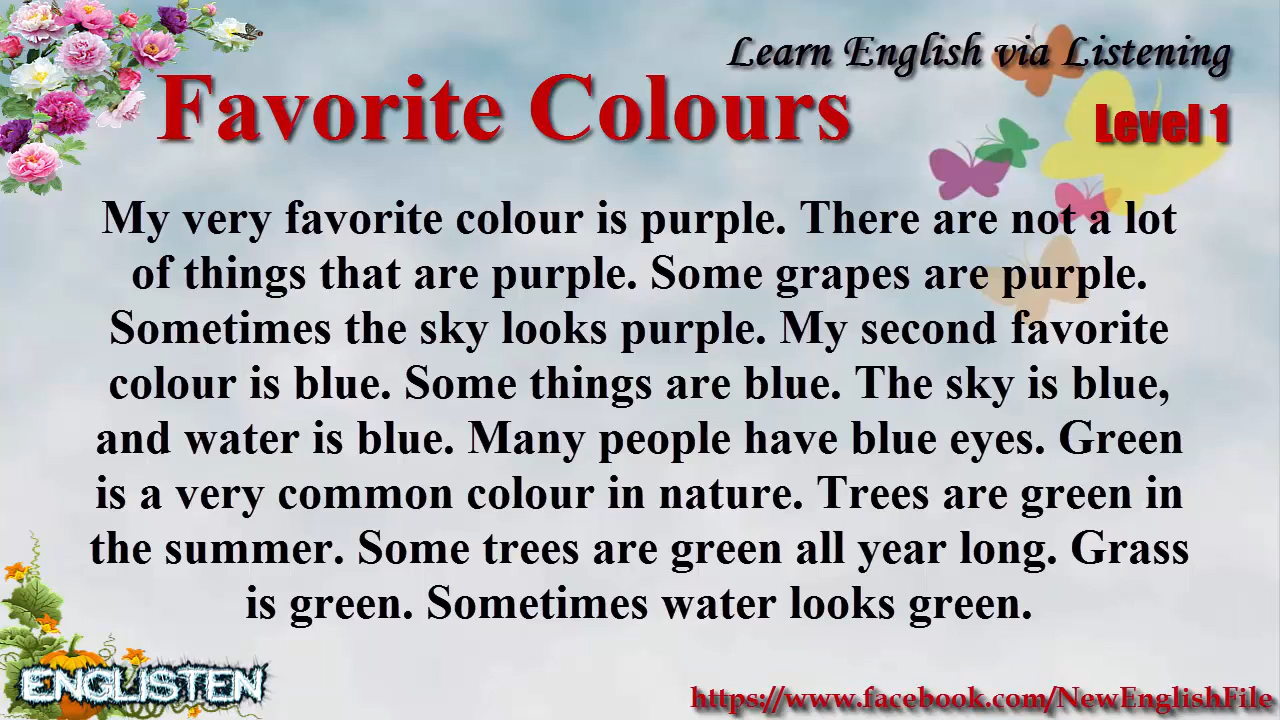 Learn English via Listening
Favorite Colours
Level 1
My very favorite colour is purple. There are not a lot
of things that are purple. Some grapes are purple.
Sometimes the sky looks purple. My second favorite
colour is blue. Some things are blue. The sky is blue,
and water is blue. Many people have blue eyes. Green
is a very common colour in nature. Trees are green in
the summer. Some trees are green all year long. Grass
is green. Sometimes water looks green.
ENGLISTEN
https://www.facebook.com/NewEnglishFile